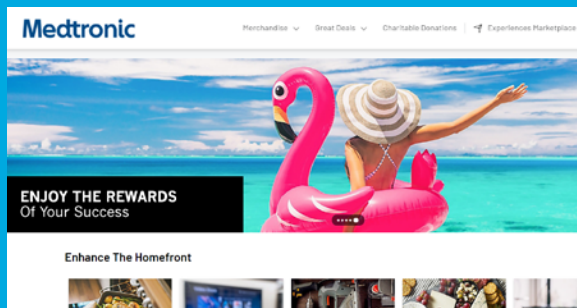 Medtronic
Merchandise Great Deals Charitable Donations Experiences Marketplace
ENJOY THE REWARDS
Of Your Success
Enhance The Homefront